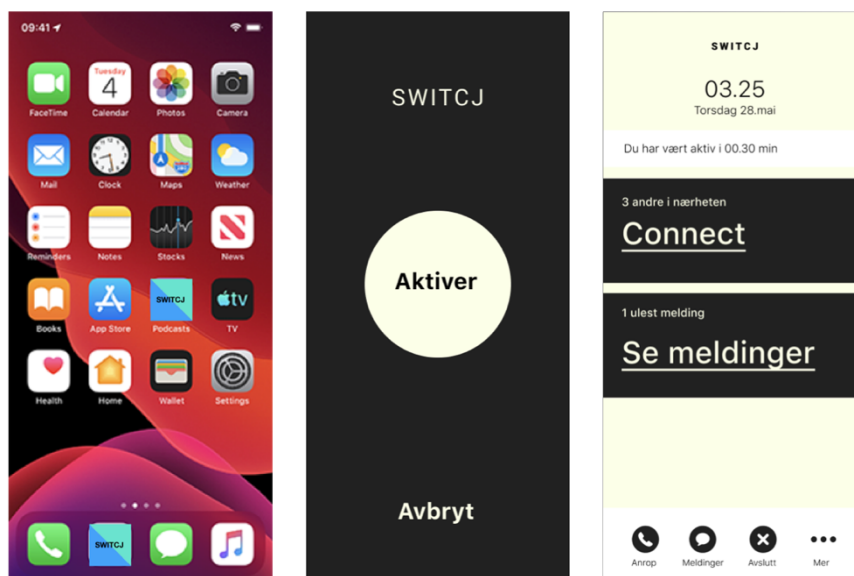 09:41
Tuesday
4
FaceTime
Calendar
Photos
Camera
Mail
Clock
Maps
Weather
Reminders
Notes
Stocks
News
SWITCJ
tv
Books
App Store
Podcasts
TV
Health
Home
Wallet
Settings
SWITCJ
SWITCJ
Aktiver
Avbryt
SWITCJ
03.25
Torsdag 28.mai
Du har vært aktiv i 00.30 min
3 andre i nærheten
Connect
1 ulest melding
Se meldinger
Anrop
Meldinger
Avslutt
Mer